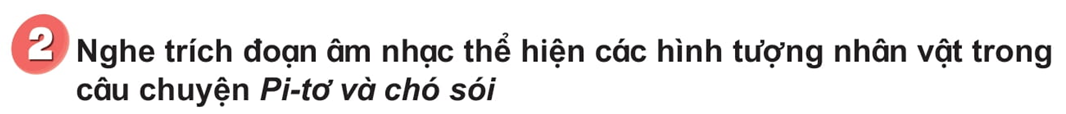 2 Nghe trích đoạn âm nhạc thể hiện các hình tượng nhân vật trong
câu chuyện Pi-tơ và chó sói